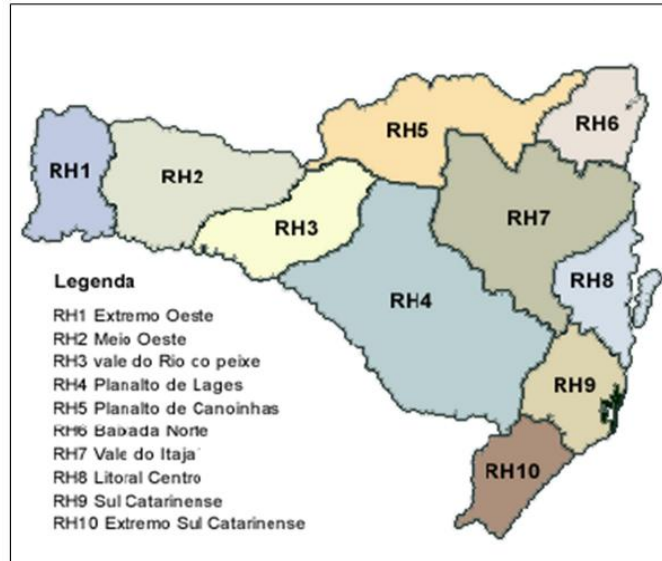 RH6
RH5
RH1
RH2
RH3
RH7
RH8
RH4
RH9
RH10
Legenda
RH1 Extremo Oeste
RH2 Meio Oeste
RH3 vale do Rio co peixe
RH4 Planalto de Lages
RH5 Planalto de Canoinhas
RH6 Babada Norte
RH7 Vale do Itaja'
RH8 Litoral Centro
RH9 Sul Catarinense
RH10 Extremo Sul Catarinense